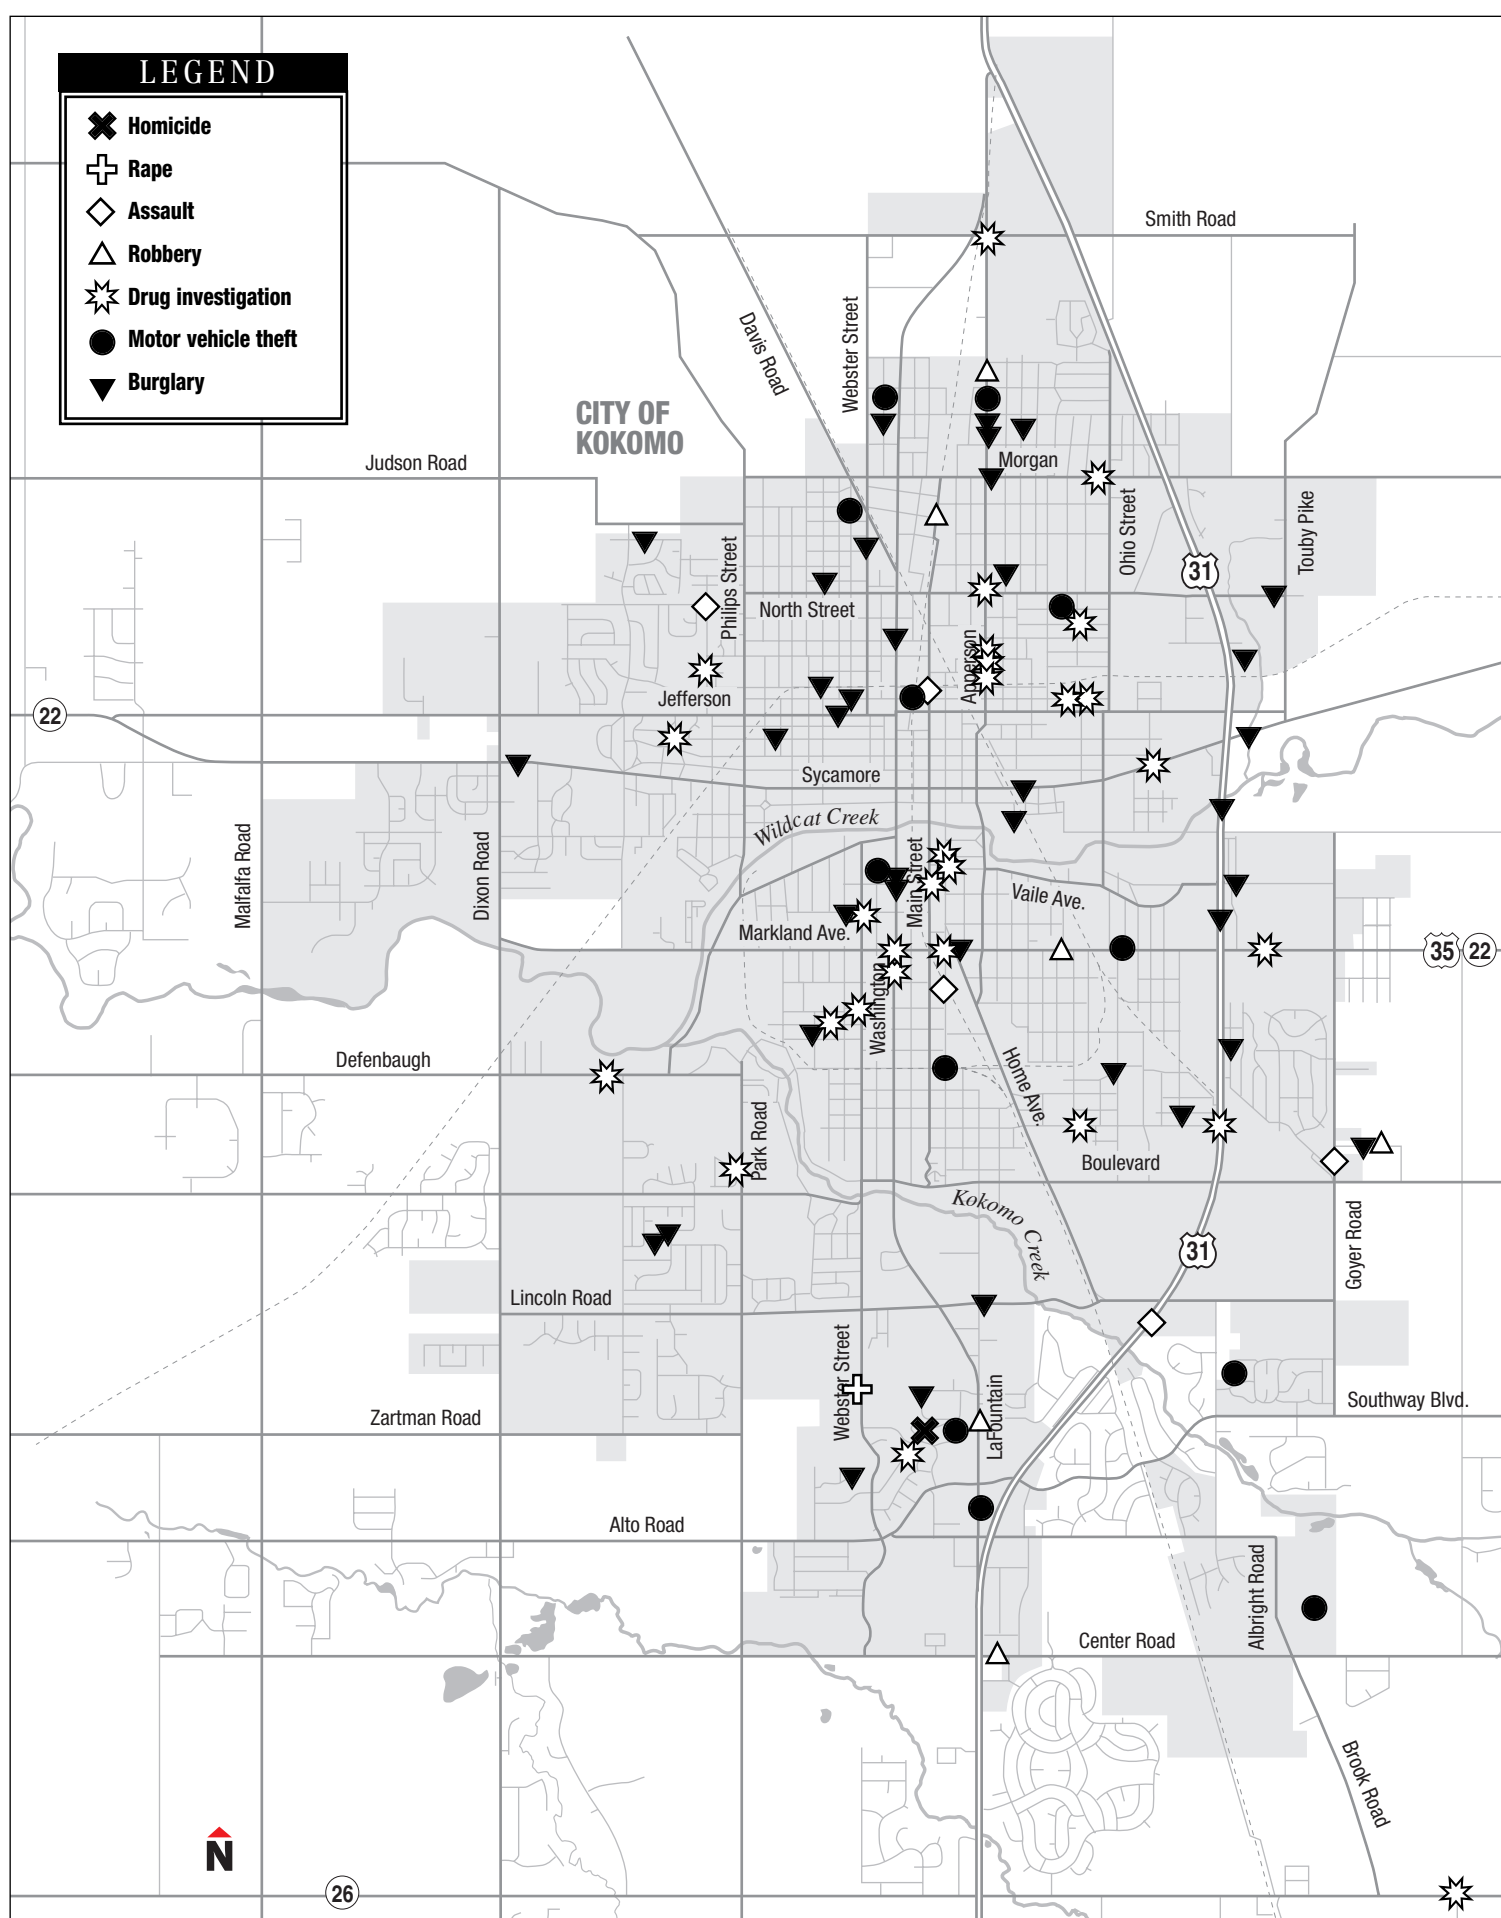 LEGEND
Homicide
Rape
Assault
Robbery
Drug investigation
Motor vehicle theft
Burglary
Smith Road
Davis Road
Webster Street
CITY OF
KOKOMO
Judson Road
Morgan
Ohio Street
Touby Pike
Philips Street
31
North Street
Apperson
Jefferson
22
Sycamore
Wildcat Creek
Malfalfa Road
Dixon Road
Main Street
Vaile Ave.
Markland Ave.
35
22
Washington
Defenbaugh
Home Ave.
Park Road
Boulevard
Kokomo Creek
31
Goyer Road
Lincoln Road
Webster Street
LaFountain
Southway Blvd.
Zartman Road
Alto Road
Albright Road
Center Road
Brook Road
N
26